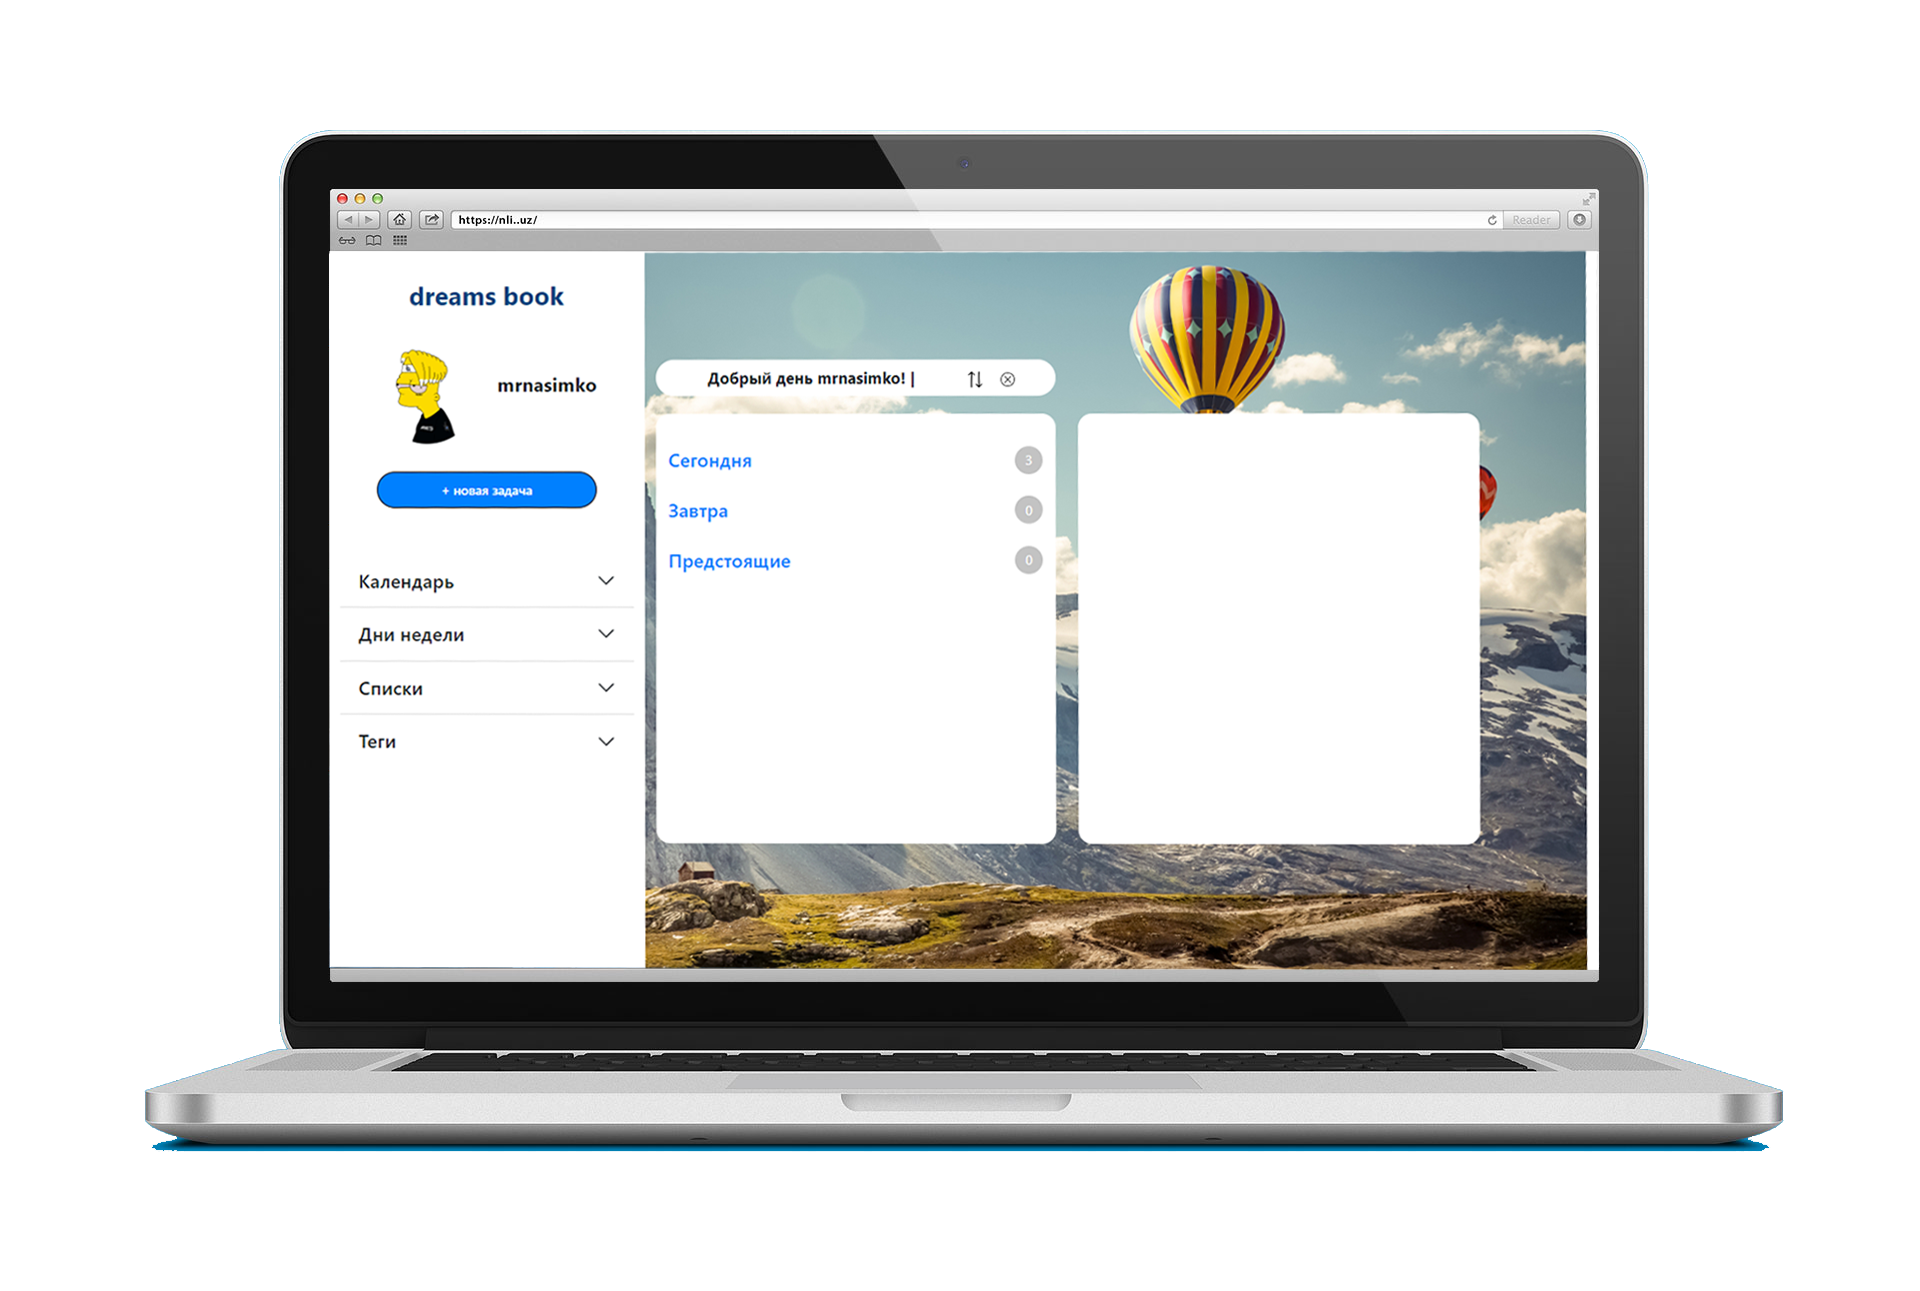 https://nli..uz/
Reader
dreams book
mrnasimko
+ новая задача
Календарь
Дни недели
Списки
Теги
Добрый день mrnasimko! |
Сегондня
3
Завтра
0
Предстоящие
0